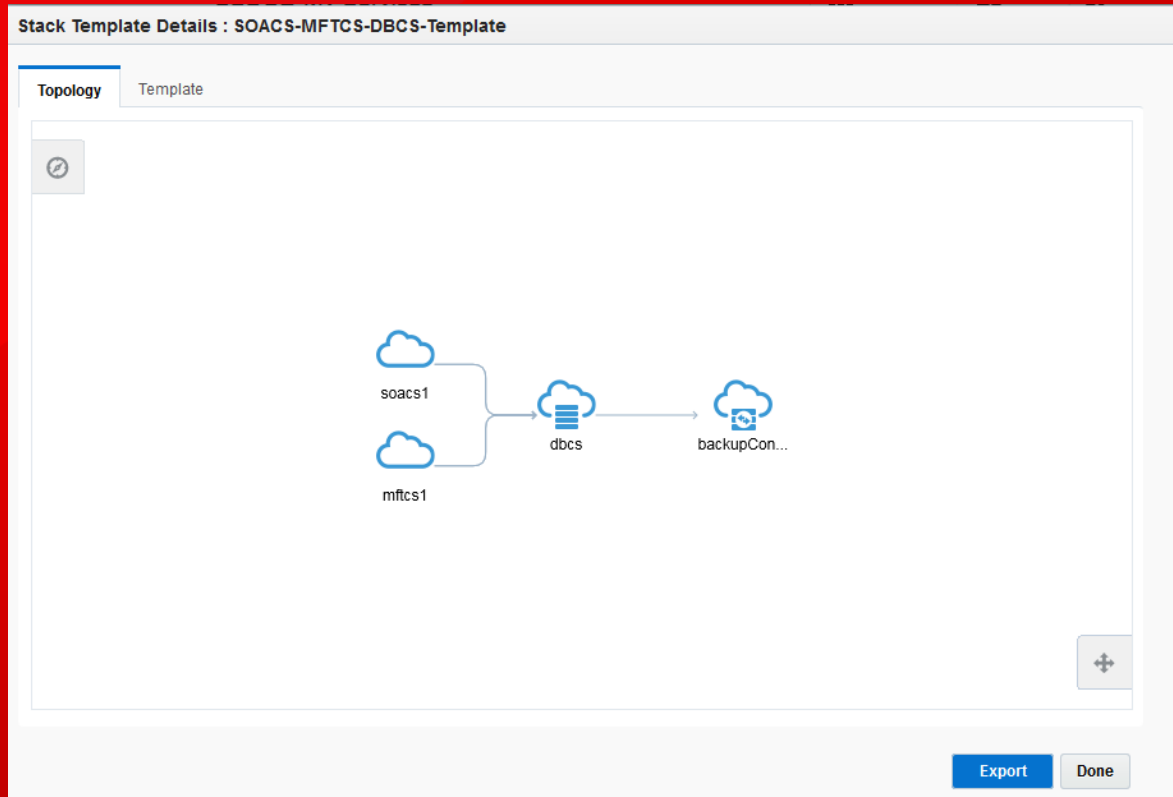 Stack Template Details : SOACS-MFTCS-DBCS-Template
Topology Template
soacs1
dbcs backupCon...
mftcs1
Export Done